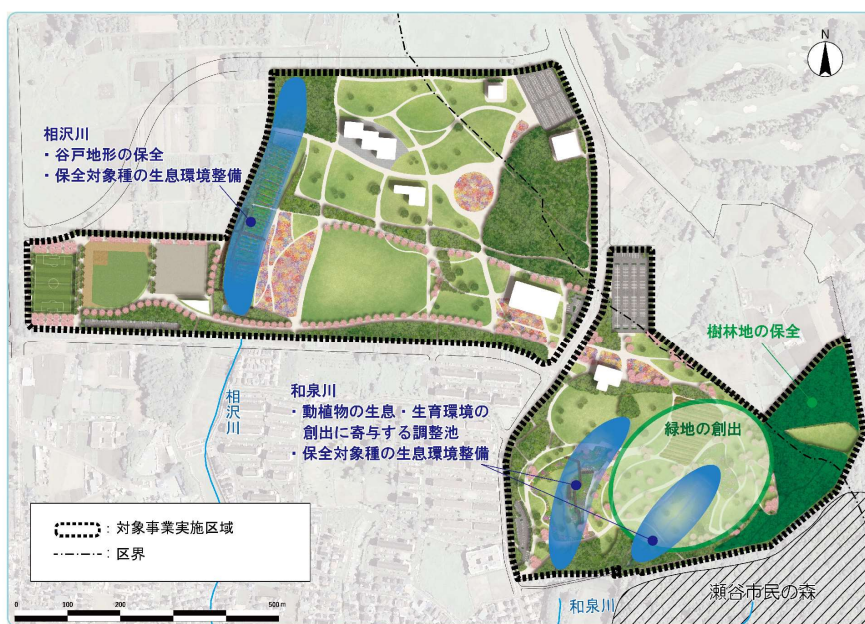 N
相沢川
・谷戸地形の保全
・保全対象種の生息環境整備
樹林地の保全
相沢川
和泉川
・動植物の生息・生育環境の
創出に寄与する調整池
・保全対象種の生息環境整備
緑地の創出
：対象事業実施区域
：区界
0 100 200 500m
瀬谷市民の森
和泉川